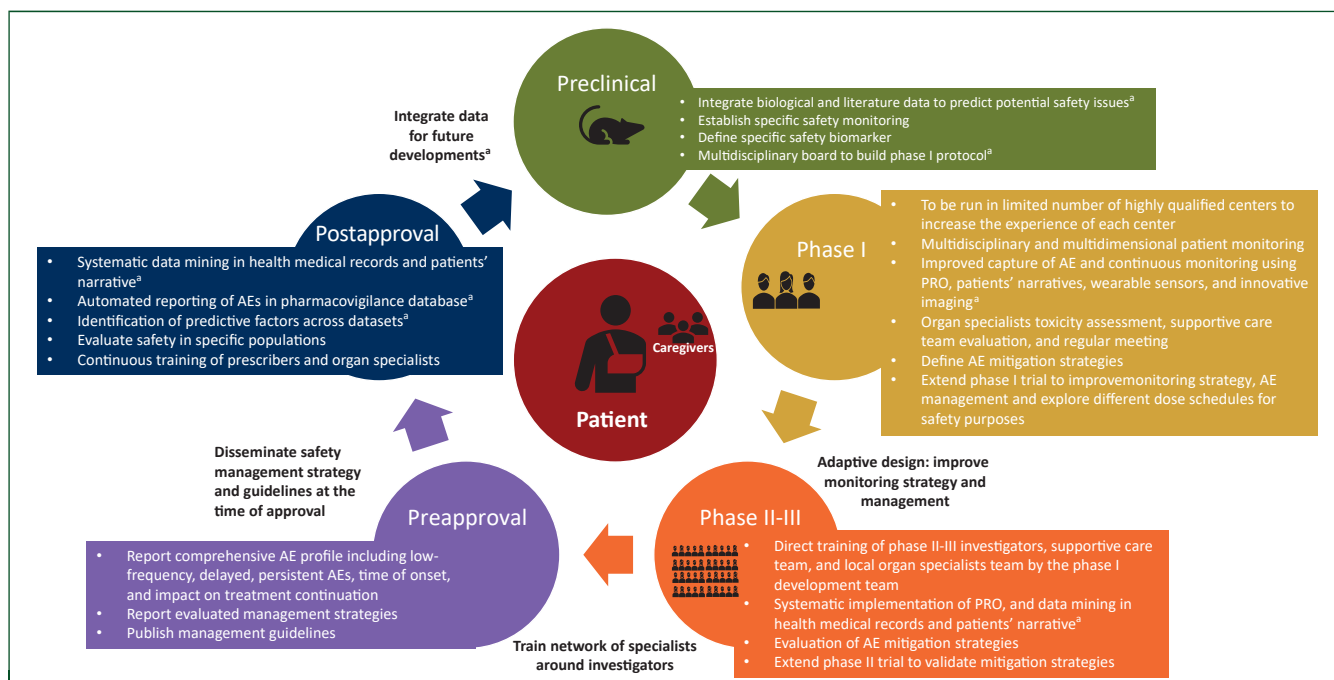 Preclinical
• Integrate biological and literature data to predict potential safety issuesᵃ
• Establish specific safety monitoring
• Define specific safety biomarker
• Multidisciplinary board to build phase I protocolᵃ
Integrate data
for future
developmentsᵃ
Postapproval
• Systematic data mining in health medical records and patients’
narrativeᵃ
• Automated reporting of AEs in pharmacovigilance databaseᵃ
• Identification of predictive factors across datasetsᵃ
• Evaluate safety in specific populations
• Continuous training of prescribers and organ specialists
Phase I
• To be run in limited number of highly qualified centers to
increase the experience of each center
• Multidisciplinary and multidimensional patient monitoring
• Improved capture of AE and continuous monitoring using
PRO, patients’ narratives, wearable sensors, and innovative
imagingᵃ
• Organ specialists toxicity assessment, supportive care
team evaluation, and regular meeting
• Define AE mitigation strategies
• Extend phase I trial to improvemonitoring strategy, AE
management and explore different dose schedules for
safety purposes
Caregivers
Patient
Disseminate safety
management strategy
and guidelines at the
time of approval
Adaptive design: improve
monitoring strategy and
management
Preapproval
• Report comprehensive AE profile including low-
frequency, delayed, persistent AEs, time of onset,
and impact on treatment continuation
• Report evaluated management strategies
• Publish management guidelines
Phase II-III
• Direct training of phase II-III investigators, supportive care
team, and local organ specialists team by the phase I
development team
• Systematic implementation of PRO, and data mining in
health medical records and patients’ narrativeᵃ
• Evaluation of AE mitigation strategies
• Extend phase II trial to validate mitigation strategies
Train network of specialists
around investigators